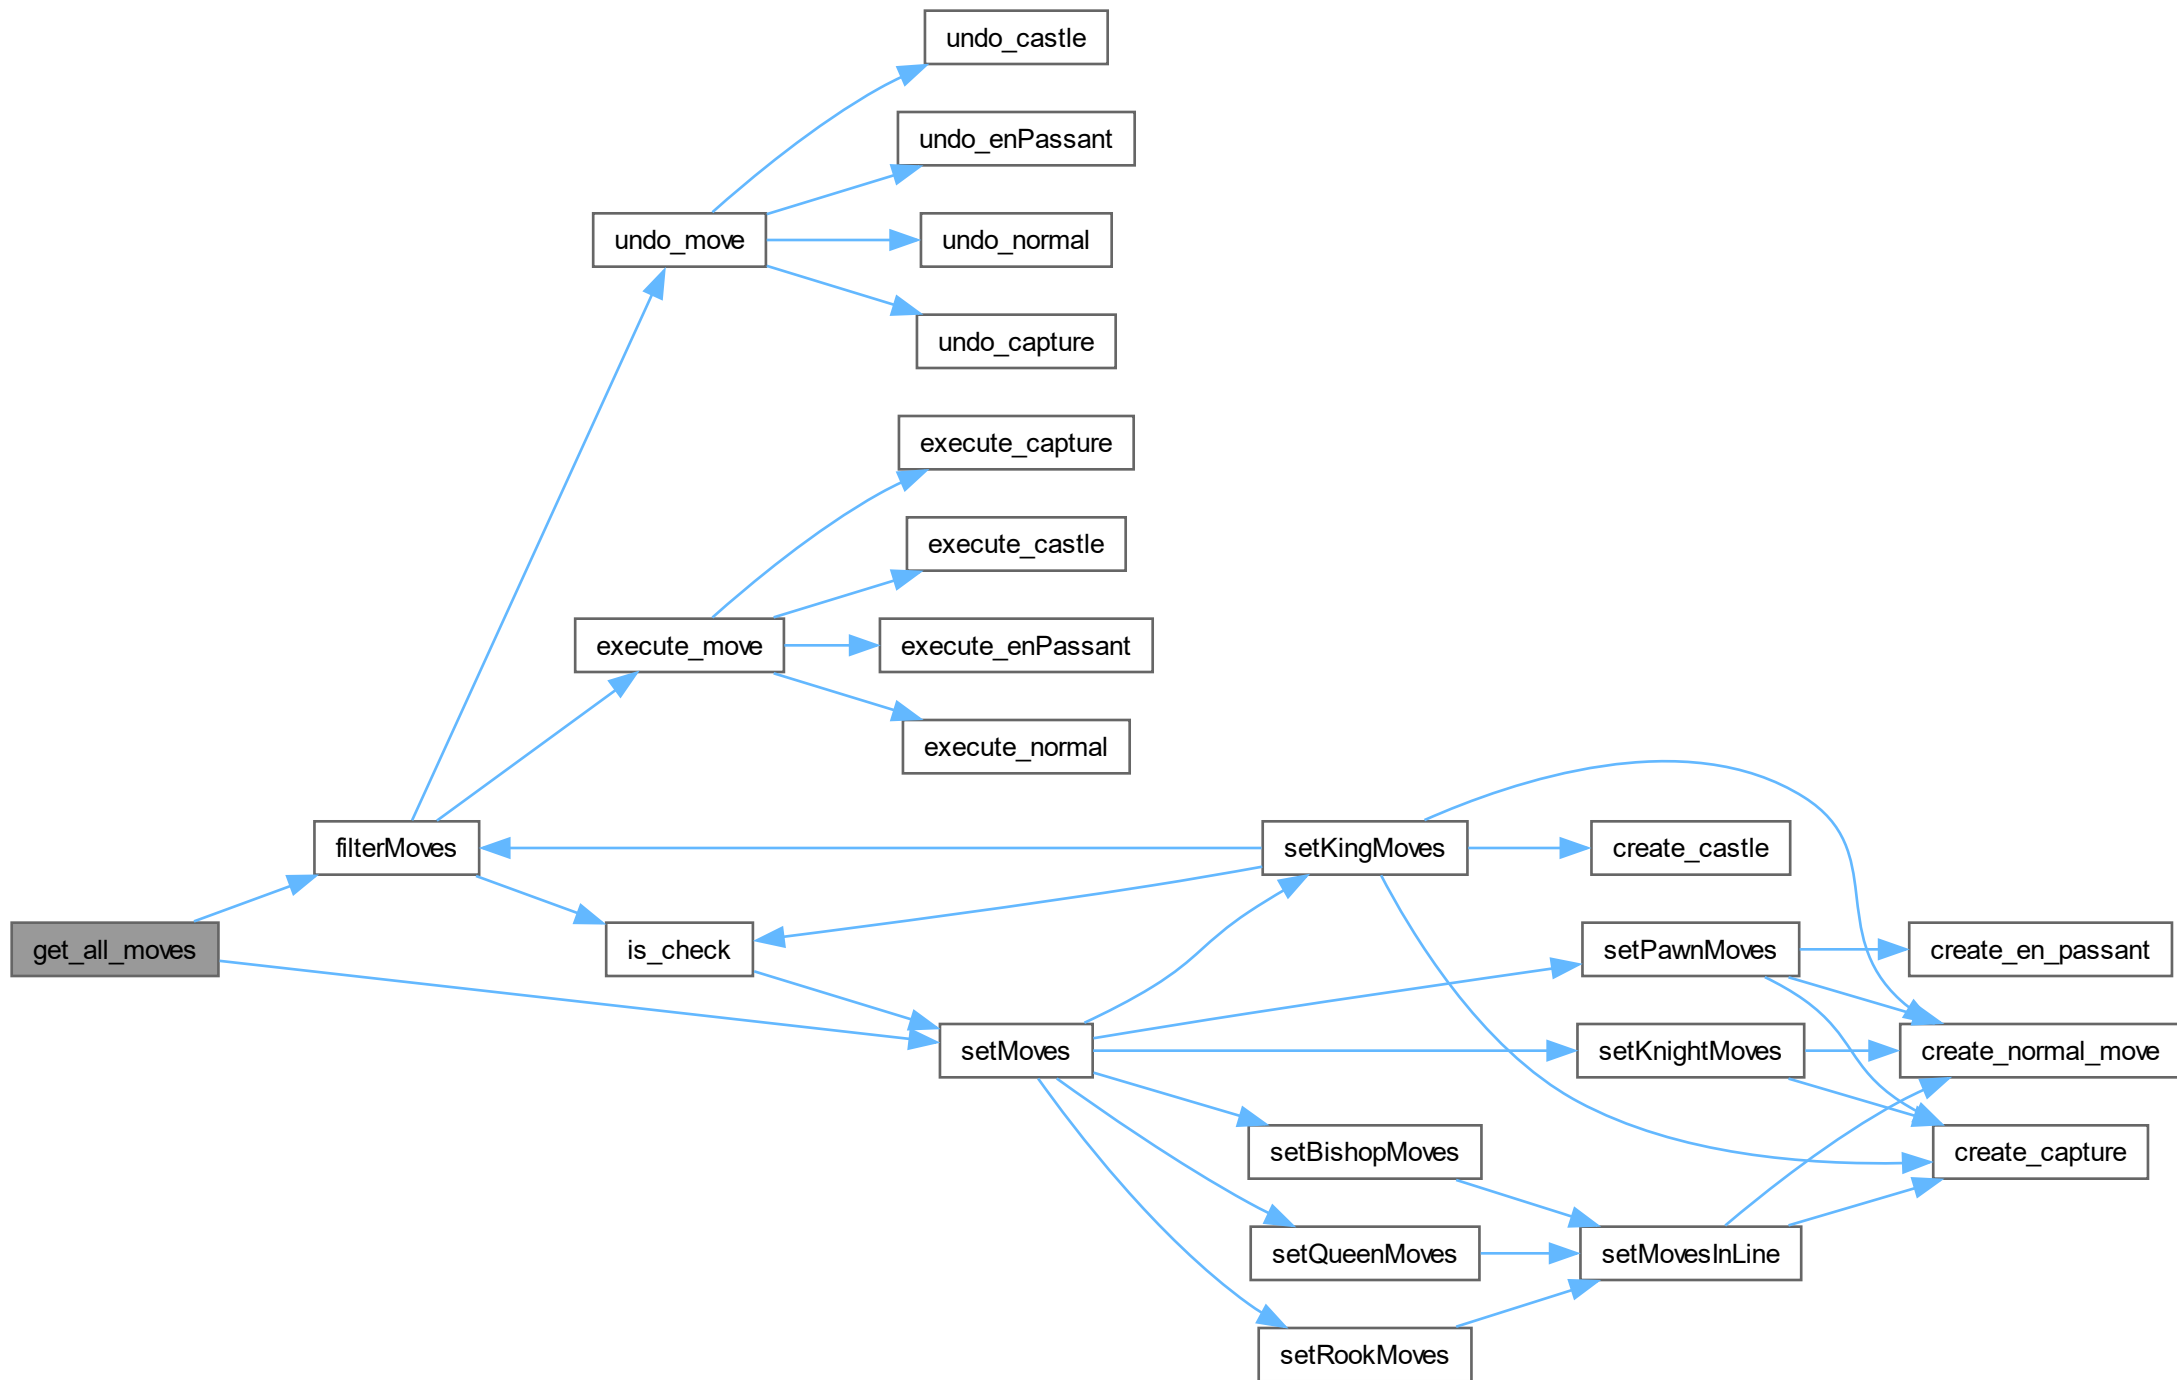 undo_castle
undo_enPassant
undo_move
undo_normal
undo_capture
execute_capture
execute_castle
execute_move
execute_enPassant
execute_normal
filterMoves
setKingMoves
create_castle
get_all_moves
is_check
setPawnMoves
create_en_passant
setMoves
setKnightMoves
create_normal_move
setBishopMoves
create_capture
setQueenMoves
setMovesInLine
setRookMoves